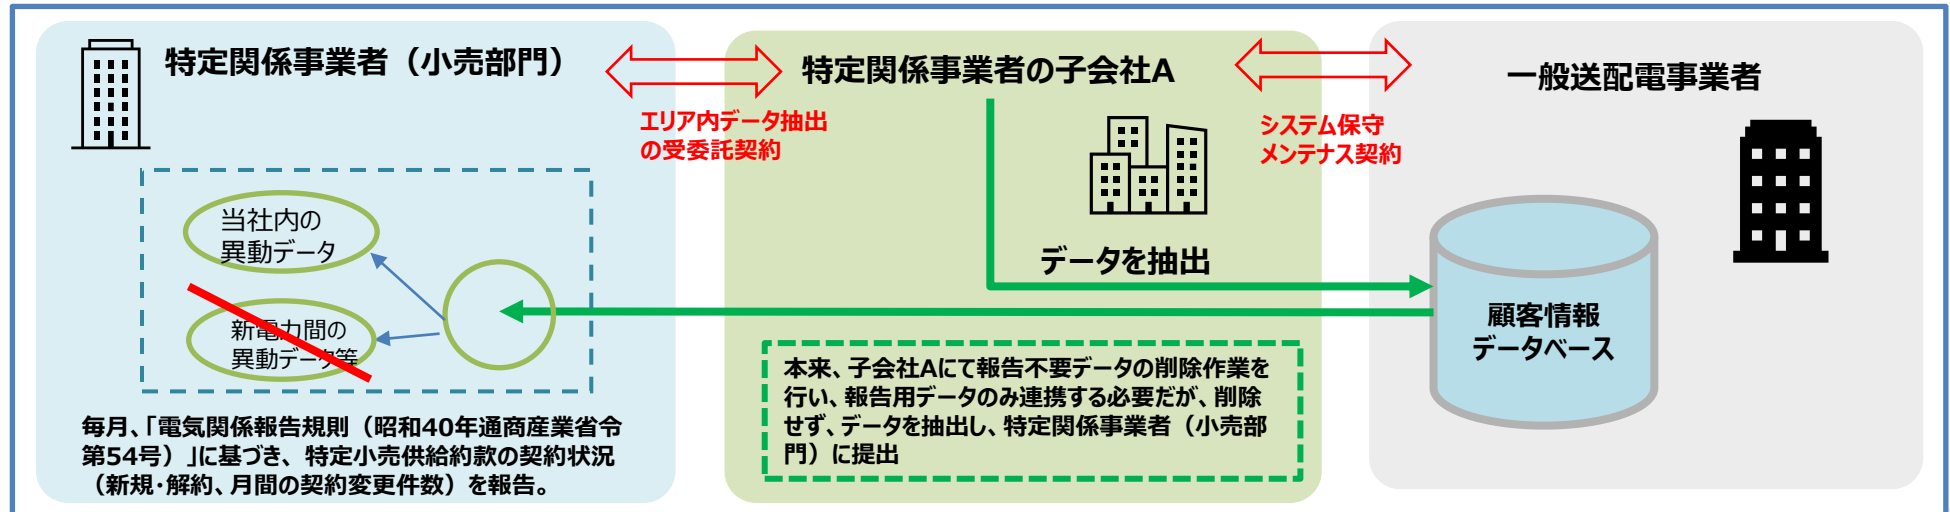 特定関係事業者（小売部門）
エリア内データ抽出
の受委託契約
当社内の
異動データ
新電力間の
異動データ等
毎月、「電気関係報告規則（昭和40年通商産業省令
第54号）」に基づき、特定小売供給約款の契約状況
（新規・解約、月間の契約変更件数）を報告。
特定関係事業者の子会社A
データを抽出
本来、子会社Aにて報告不要データの削除作業を
行い、報告用データのみ連携する必要だが、削除
せず、データを抽出し、特定関係事業者（小売部
門）に提出
システム保守
メンテナス契約
一般送配電事業者
顧客情報
データベース